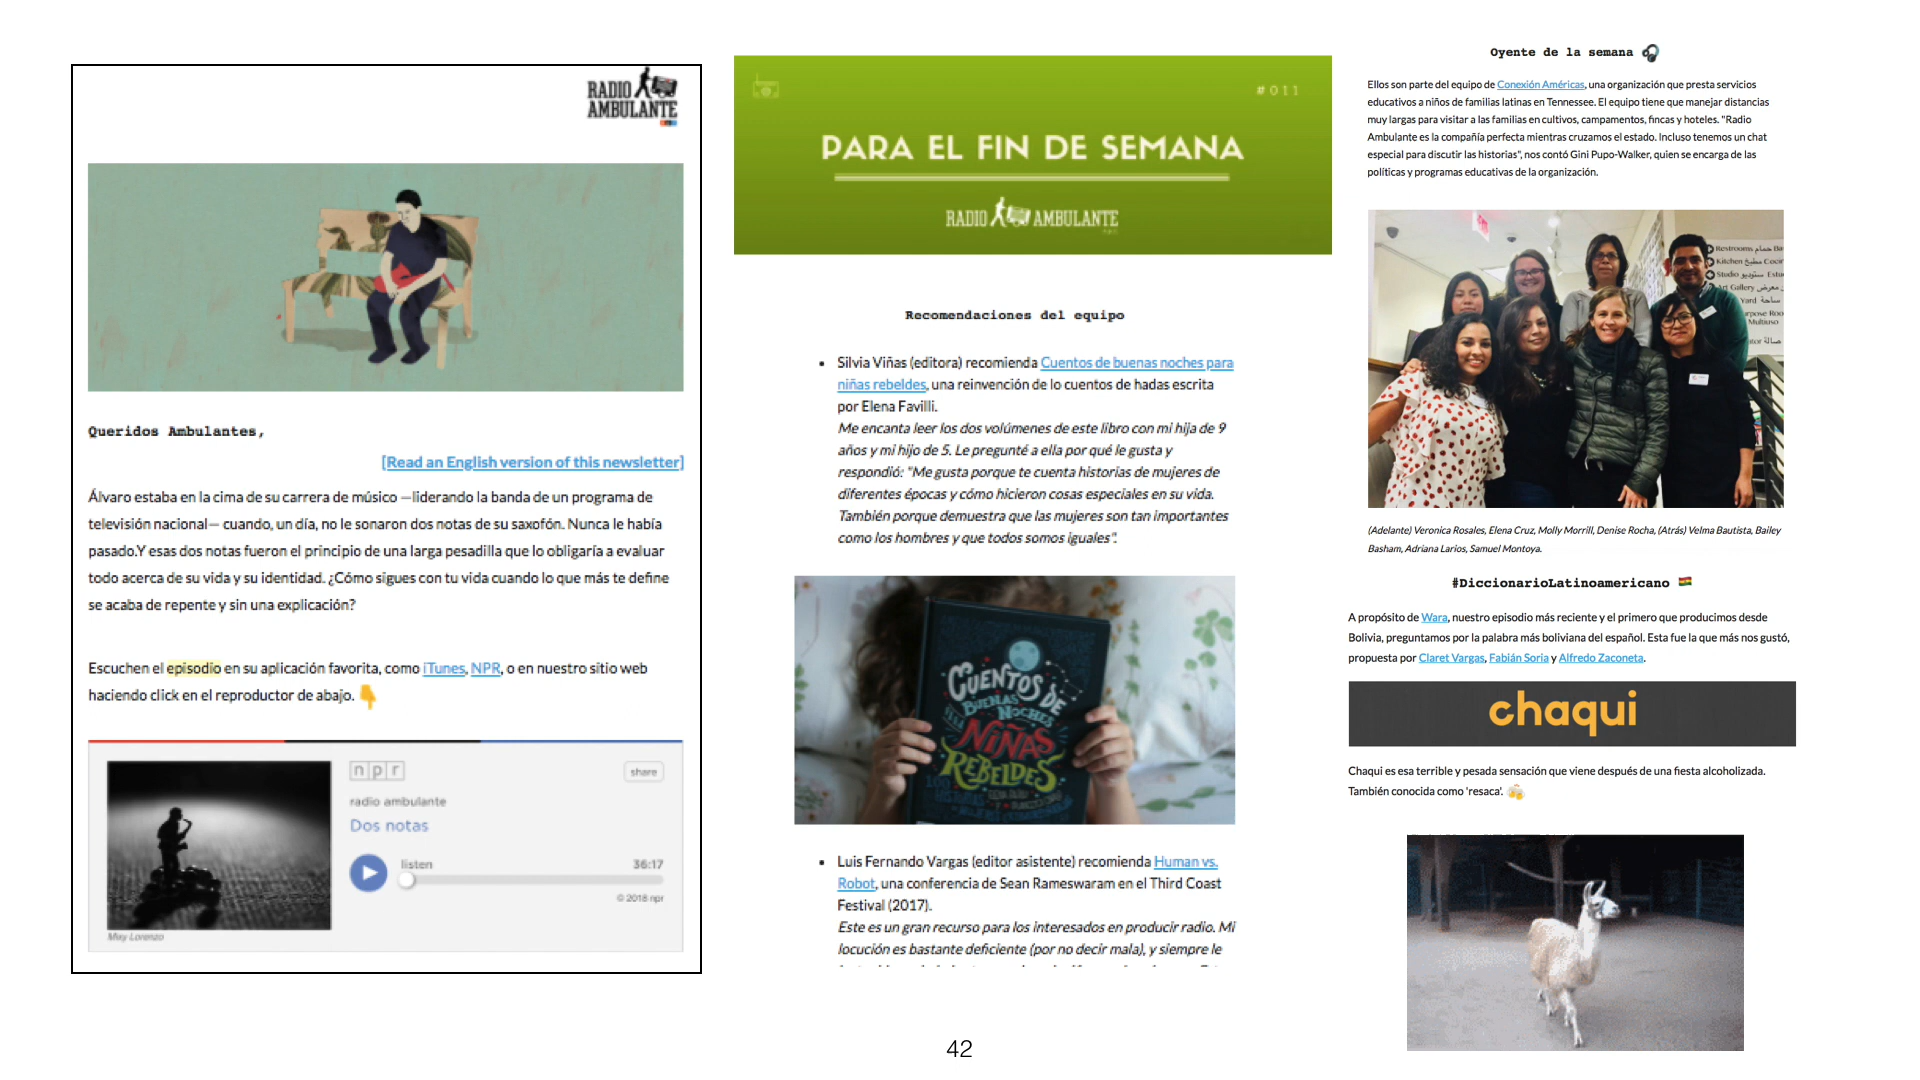 RADIO
AMBULANTE
Queridos Ambulantes,
[Read an English version of this newsletter]
Álvaro estaba en la cima de su carrera de músico —liderando la banda de un programa de
televisión nacional— cuando, un día, no le sonaron dos notas de su saxofón. Nunca le había
pasado.Y esas dos notas fueron el principio de una larga pesadilla que lo obligaría a evaluar
todo acerca de su vida y su identidad. ¿Cómo sigues con tu vida cuando lo que más te define
se acaba de repente y sin una explicación?
Escuchen el episodio en su aplicación favorita, como iTunes, NPR, o en nuestro sitio web
haciendo click en el reproductor de abajo.
npr
share
radio ambulante
Dos notas
listen
36:17
© 2018 npr
May Lorenzo
#011
PARA EL FIN DE SEMANA
RADIO AMBULANTE
Recomendaciones del equipo
• Silvia Viñas (editora) recomienda Cuentos de buenas noches para
niñas rebeldes, una reinvención de lo cuentos de hadas escrita
por Elena Favilli.
Me encanta leer los dos volúmenes de este libro con mi hija de 9
años y mi hijo de 5. Le pregunté a ella por qué le gusta y
respondió: "Me gusta porque te cuenta historias de mujeres de
diferentes épocas y cómo hicieron cosas especiales en su vida.
También porque demuestra que las mujeres son tan importantes
como los hombres y que todos somos iguales".
CUENTOS DE
BUENAS
NOCHES
NIÑAS
REBELDES
• Luis Fernando Vargas (editor asistente) recomienda Human vs.
Robot, una conferencia de Sean Rameswaram en el Third Coast
Festival (2017).
Este es un gran recurso para los interesados en producir radio. Mi
locución es bastante deficiente (por no decir mala), y siempre le
Oyente de la semana
Ellos son parte del equipo de Conexión Américas, una organización que presta servicios
educativos a niños de familias latinas en Tennessee. El equipo tiene que manejar distancias
muy largas para visitar a las familias en cultivos, campamentos, fincas y hoteles. "Radio
Ambulante es la compañía perfecta mientras cruzamos el estado. Incluso tenemos un chat
especial para discutir las historias", nos contó Gini Pupo-Walker, quien se encarga de las
políticas y programas educativas de la organización.
Restrooms
Kitchen
Studio
Art Gallery
Yard
Multiuso
(Adelante) Veronica Rosales, Elena Cruz, Molly Morrill, Denise Rocha, (Atrás) Velma Bautista, Bailey
Basham, Adriana Larios, Samuel Montoya.
#DiccionarioLatinoamericano
A propósito de Wara, nuestro episodio más reciente y el primero que producimos desde
Bolivia, preguntamos por la palabra más boliviana del español. Esta fue la que más nos gustó,
propuesta por Claret Vargas, Fabián Soria y Alfredo Zaconeta.
chaqui
Chaqui es esa terrible y pesada sensación que viene después de una fiesta alcoholizada.
También conocida como 'resaca'.
42